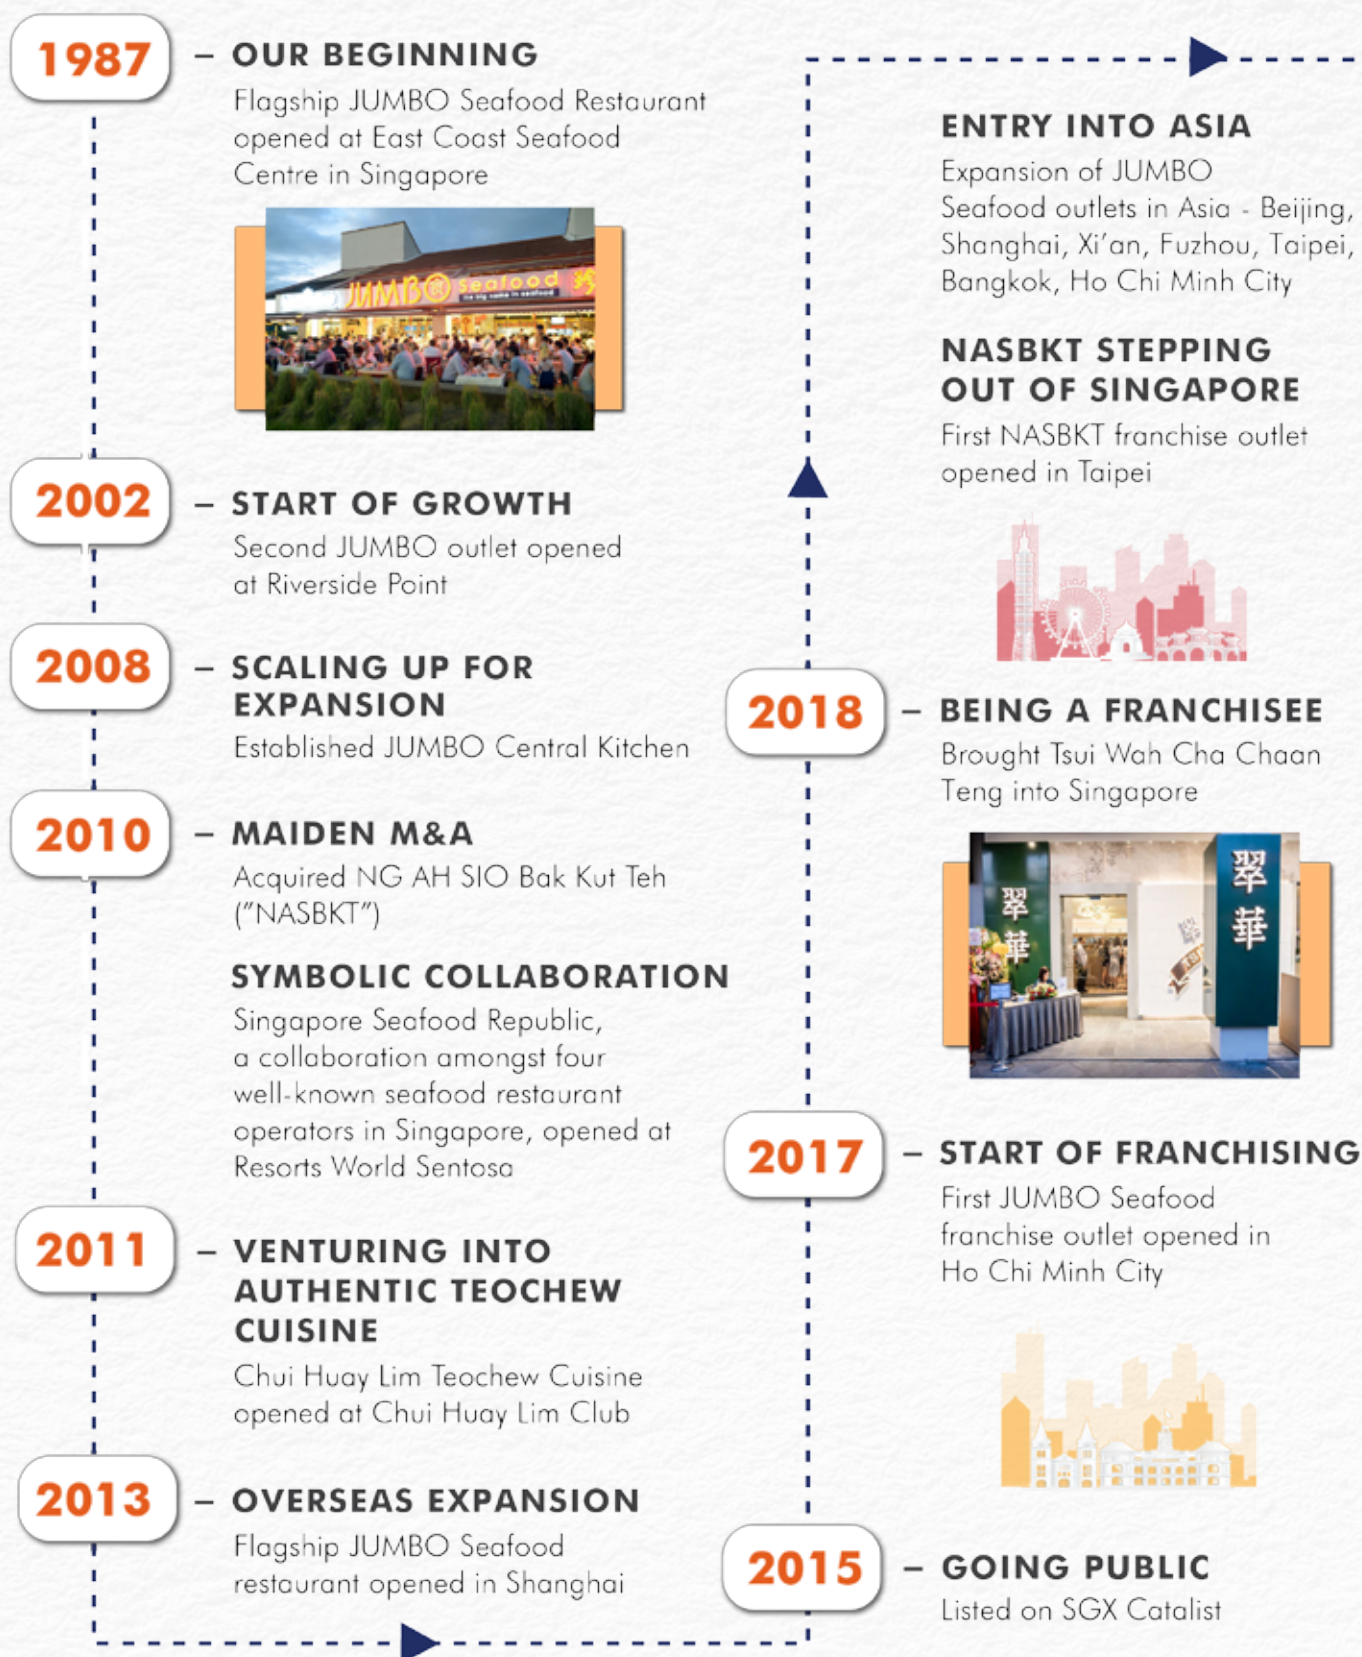 1987
– OUR BEGINNING
Flagship JUMBO Seafood Restaurant
opened at East Coast Seafood
Centre in Singapore
JUMBO Seafood
2002
– START OF GROWTH
Second JUMBO outlet opened
at Riverside Point
2008
– SCALING UP FOR
EXPANSION
Established JUMBO Central Kitchen
2010
– MAIDEN M&A
Acquired NG AH SIO Bak Kut Teh
("NASBKT")
SYMBOLIC COLLABORATION
Singapore Seafood Republic,
a collaboration amongst four
well-known seafood restaurant
operators in Singapore, opened at
Resorts World Sentosa
2011
– VENTURING INTO
AUTHENTIC TEOCHEW
CUISINE
Chui Huay Lim Teochew Cuisine
opened at Chui Huay Lim Club
2013
– OVERSEAS EXPANSION
Flagship JUMBO Seafood
restaurant opened in Shanghai
ENTRY INTO ASIA
Expansion of JUMBO
Seafood outlets in Asia - Beijing,
Shanghai, Xi'an, Fuzhou, Taipei,
Bangkok, Ho Chi Minh City
NASBKT STEPPING
OUT OF SINGAPORE
First NASBKT franchise outlet
opened in Taipei
2018
– BEING A FRANCHISEE
Brought Tsui Wah Cha Chaan
Teng into Singapore
翠華
翠華
2017
– START OF FRANCHISING
First JUMBO Seafood
franchise outlet opened in
Ho Chi Minh City
2015
– GOING PUBLIC
Listed on SGX Catalist